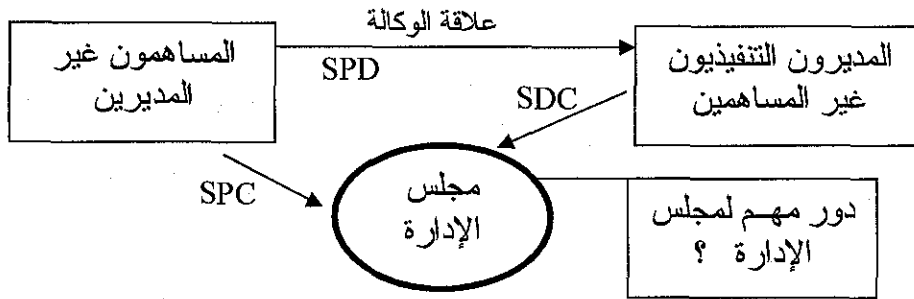 علاقة الوكالة
المساهمون غير
المديرين
SPD
المديرون التنفيذيون
غير المساهمين
SDC
SPC
مجلس
الإدارة
دور مهم لمجلس
الإدارة ؟